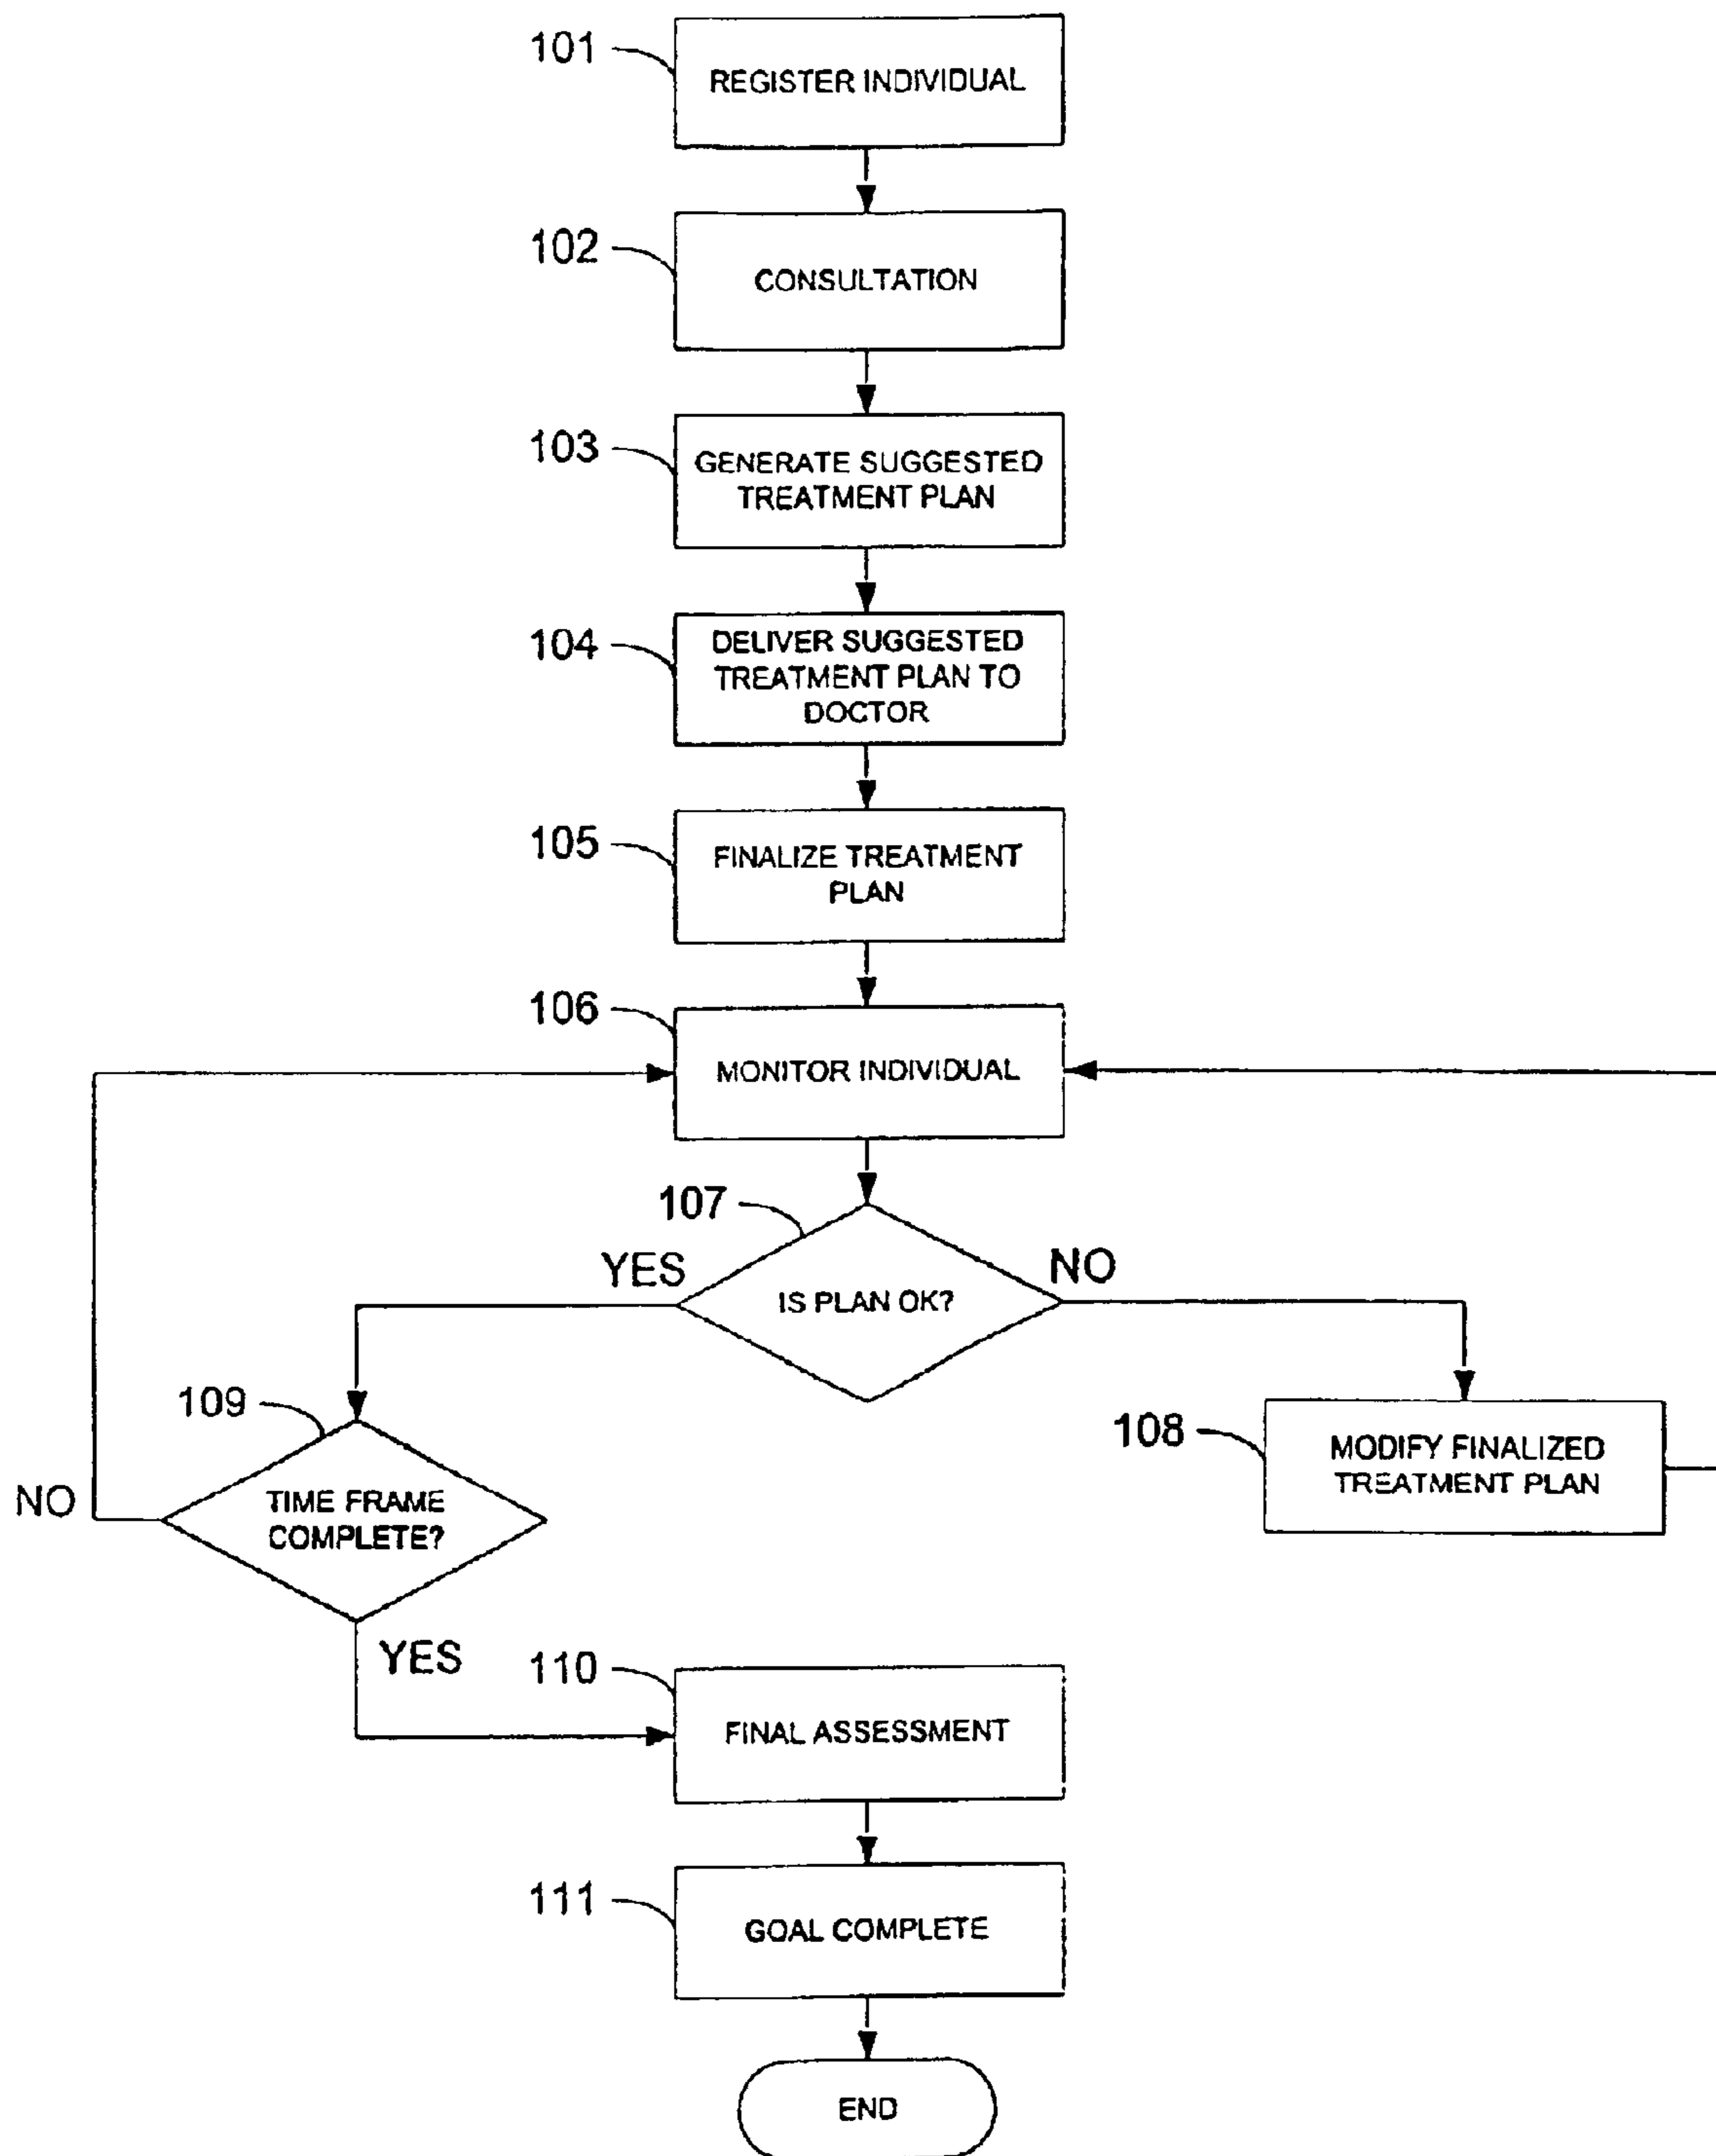 101
REGISTER INDIVIDUAL
102
CONSULTATION
103
GENERATE SUGGESTED
TREATMENT PLAN
104
DELIVER SUGGESTED
TREATMENT PLAN TO
DOCTOR
105
FINALIZE TREATMENT
PLAN
106
MONITOR INDIVIDUAL
107
YES
NO
IS PLAN OK?
109
108
MODIFY FINALIZED
TREATMENT PLAN
NO
TIME FRAME
COMPLETE?
YES
110
FINAL ASSESSMENT
111
GOAL COMPLETE
END